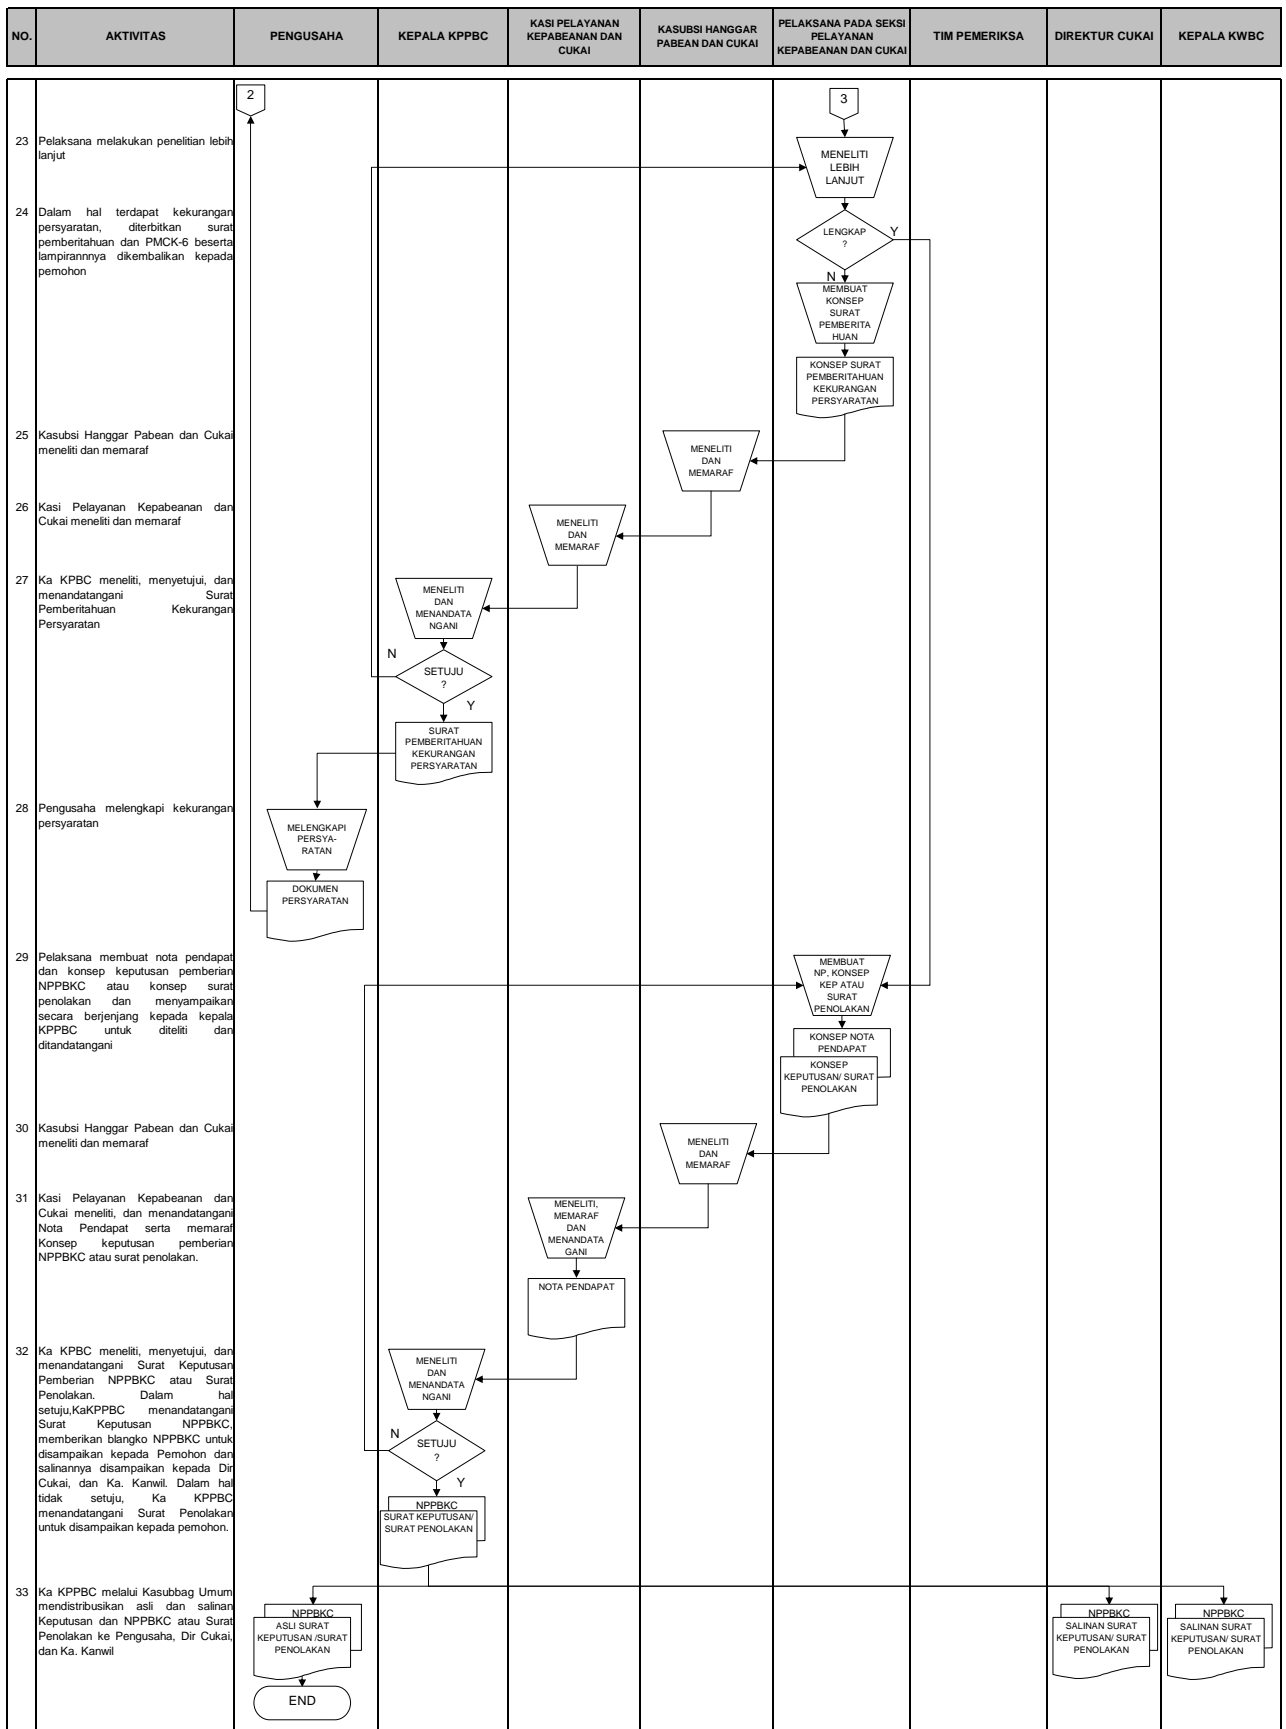 NO.
AKTIVITAS
PENGUSAHA
KEPALA KPPBC
KASI PELAYANAN
KEPABEANAN DAN
CUKAI
KASUBSI HANGGAR
PABEAN DAN CUKAI
PELAKSANA PADA SEKSI
PELAYANAN
KEPABEANAN DAN CUKAI
TIM PEMERIKSA
DIREKTUR CUKAI
KEPALA KWBC
2
3
23 Pelaksana melakukan penelitian lebih
lanjut
MENELITI
LEBIH
LANJUT
24 Dalam hal terdapat kekurangan
persyaratan, diterbitkan surat
pemberitahuan dan PMCK-6 beserta
lampirannnya dikembalikan kepada
pemohon
LENGKAP
?
Y
N
MEMBUAT
KONSEP
SURAT
PEMBERITA
HUAN
KONSEP SURAT
PEMBERITAHUAN
KEKURANGAN
PERSYARATAN
25 Kasubsi Hanggar Pabean dan Cukai
meneliti dan memaraf
MENELITI
DAN
MEMARAF
26 Kasi Pelayanan Kepabeanan dan
Cukai meneliti dan memaraf
MENELITI
DAN
MEMARAF
27 Ka KPBC meneliti, menyetujui, dan
menandatangani Surat
Pemberitahuan Kekurangan
Persyaratan
MENELITI
DAN
MENANDATA
NGANI
N
SETUJU
?
Y
SURAT
PEMBERITAHUAN
KEKURANGAN
PERSYARATAN
28 Pengusaha melengkapi kekurangan
persyaratan
MELENGKAPI
PERSYA-
RATAN
DOKUMEN
PERSYARATAN
29 Pelaksana membuat nota pendapat
dan konsep keputusan pemberian
NPPBKC atau konsep surat
penolakan dan menyampaikan
secara berjenjang kepada kepala
KPPBC untuk diteliti dan
ditandatangani
MEMBUAT
NP, KONSEP
KEP ATAU
SURAT
PENOLAKAN
KONSEP NOTA
PENDAPAT
KONSEP
KEPUTUSAN/ SURAT
PENOLAKAN
30 Kasubsi Hanggar Pabean dan Cukai
meneliti dan memaraf
MENELITI
DAN
MEMARAF
31 Kasi Pelayanan Kepabeanan dan
Cukai meneliti, dan menandatangani
Nota Pendapat serta memaraf
Konsep keputusan pemberian
NPPBKC atau surat penolakan.
MENELITI,
MEMARAF
DAN
MENANDATA
GANI
NOTA PENDAPAT
32 Ka KPBC meneliti, menyetujui, dan
menandatangani Surat Keputusan
Pemberian NPPBKC atau Surat
Penolakan. Dalam hal
setuju,KaKPPBC menandatangani
Surat Keputusan NPPBKC,
memberikan blangko NPPBKC untuk
disampaikan kepada Pemohon dan
salinannya disampaikan kepada Dir
Cukai, dan Ka. Kanwil. Dalam hal
tidak setuju, Ka KPPBC
menandatangani Surat Penolakan
untuk disampaikan kepada pemohon.
MENELITI
DAN
MENANDATA
NGANI
N
SETUJU
?
Y
NPPBKC
SURAT KEPUTUSAN/
SURAT PENOLAKAN
33 Ka KPPBC melalui Kasubbag Umum
mendistribusikan asli dan salinan
Keputusan dan NPPBKC atau Surat
Penolakan ke Pengusaha, Dir Cukai,
dan Ka. Kanwil
NPPBKC
ASLI SURAT
KEPUTUSAN /SURAT
PENOLAKAN
END
NPPBKC
SALINAN SURAT
KEPUTUSAN/ SURAT
PENOLAKAN
NPPBKC
SALINAN SURAT
KEPUTUSAN/ SURAT
PENOLAKAN